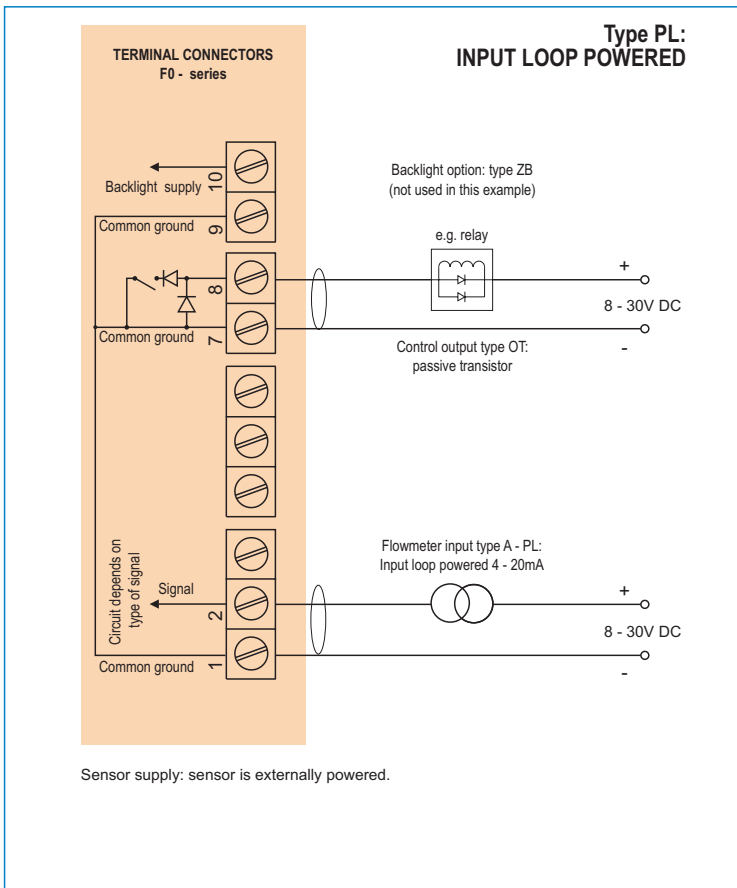 Type PL:
INPUT LOOP POWERED
TERMINAL CONNECTORS
F0 - series
10
Backlight supply
Backlight option: type ZB
(not used in this example)
9
Common ground
e.g. relay
8
+
8 - 30V DC
-
7
Common ground
Control output type OT:
passive transistor
Circuit depends on
type of signal
Flowmeter input type A - PL:
Input loop powered 4 - 20mA
Signal
2
+
8 - 30V DC
-
1
Common ground
Sensor supply: sensor is externally powered.